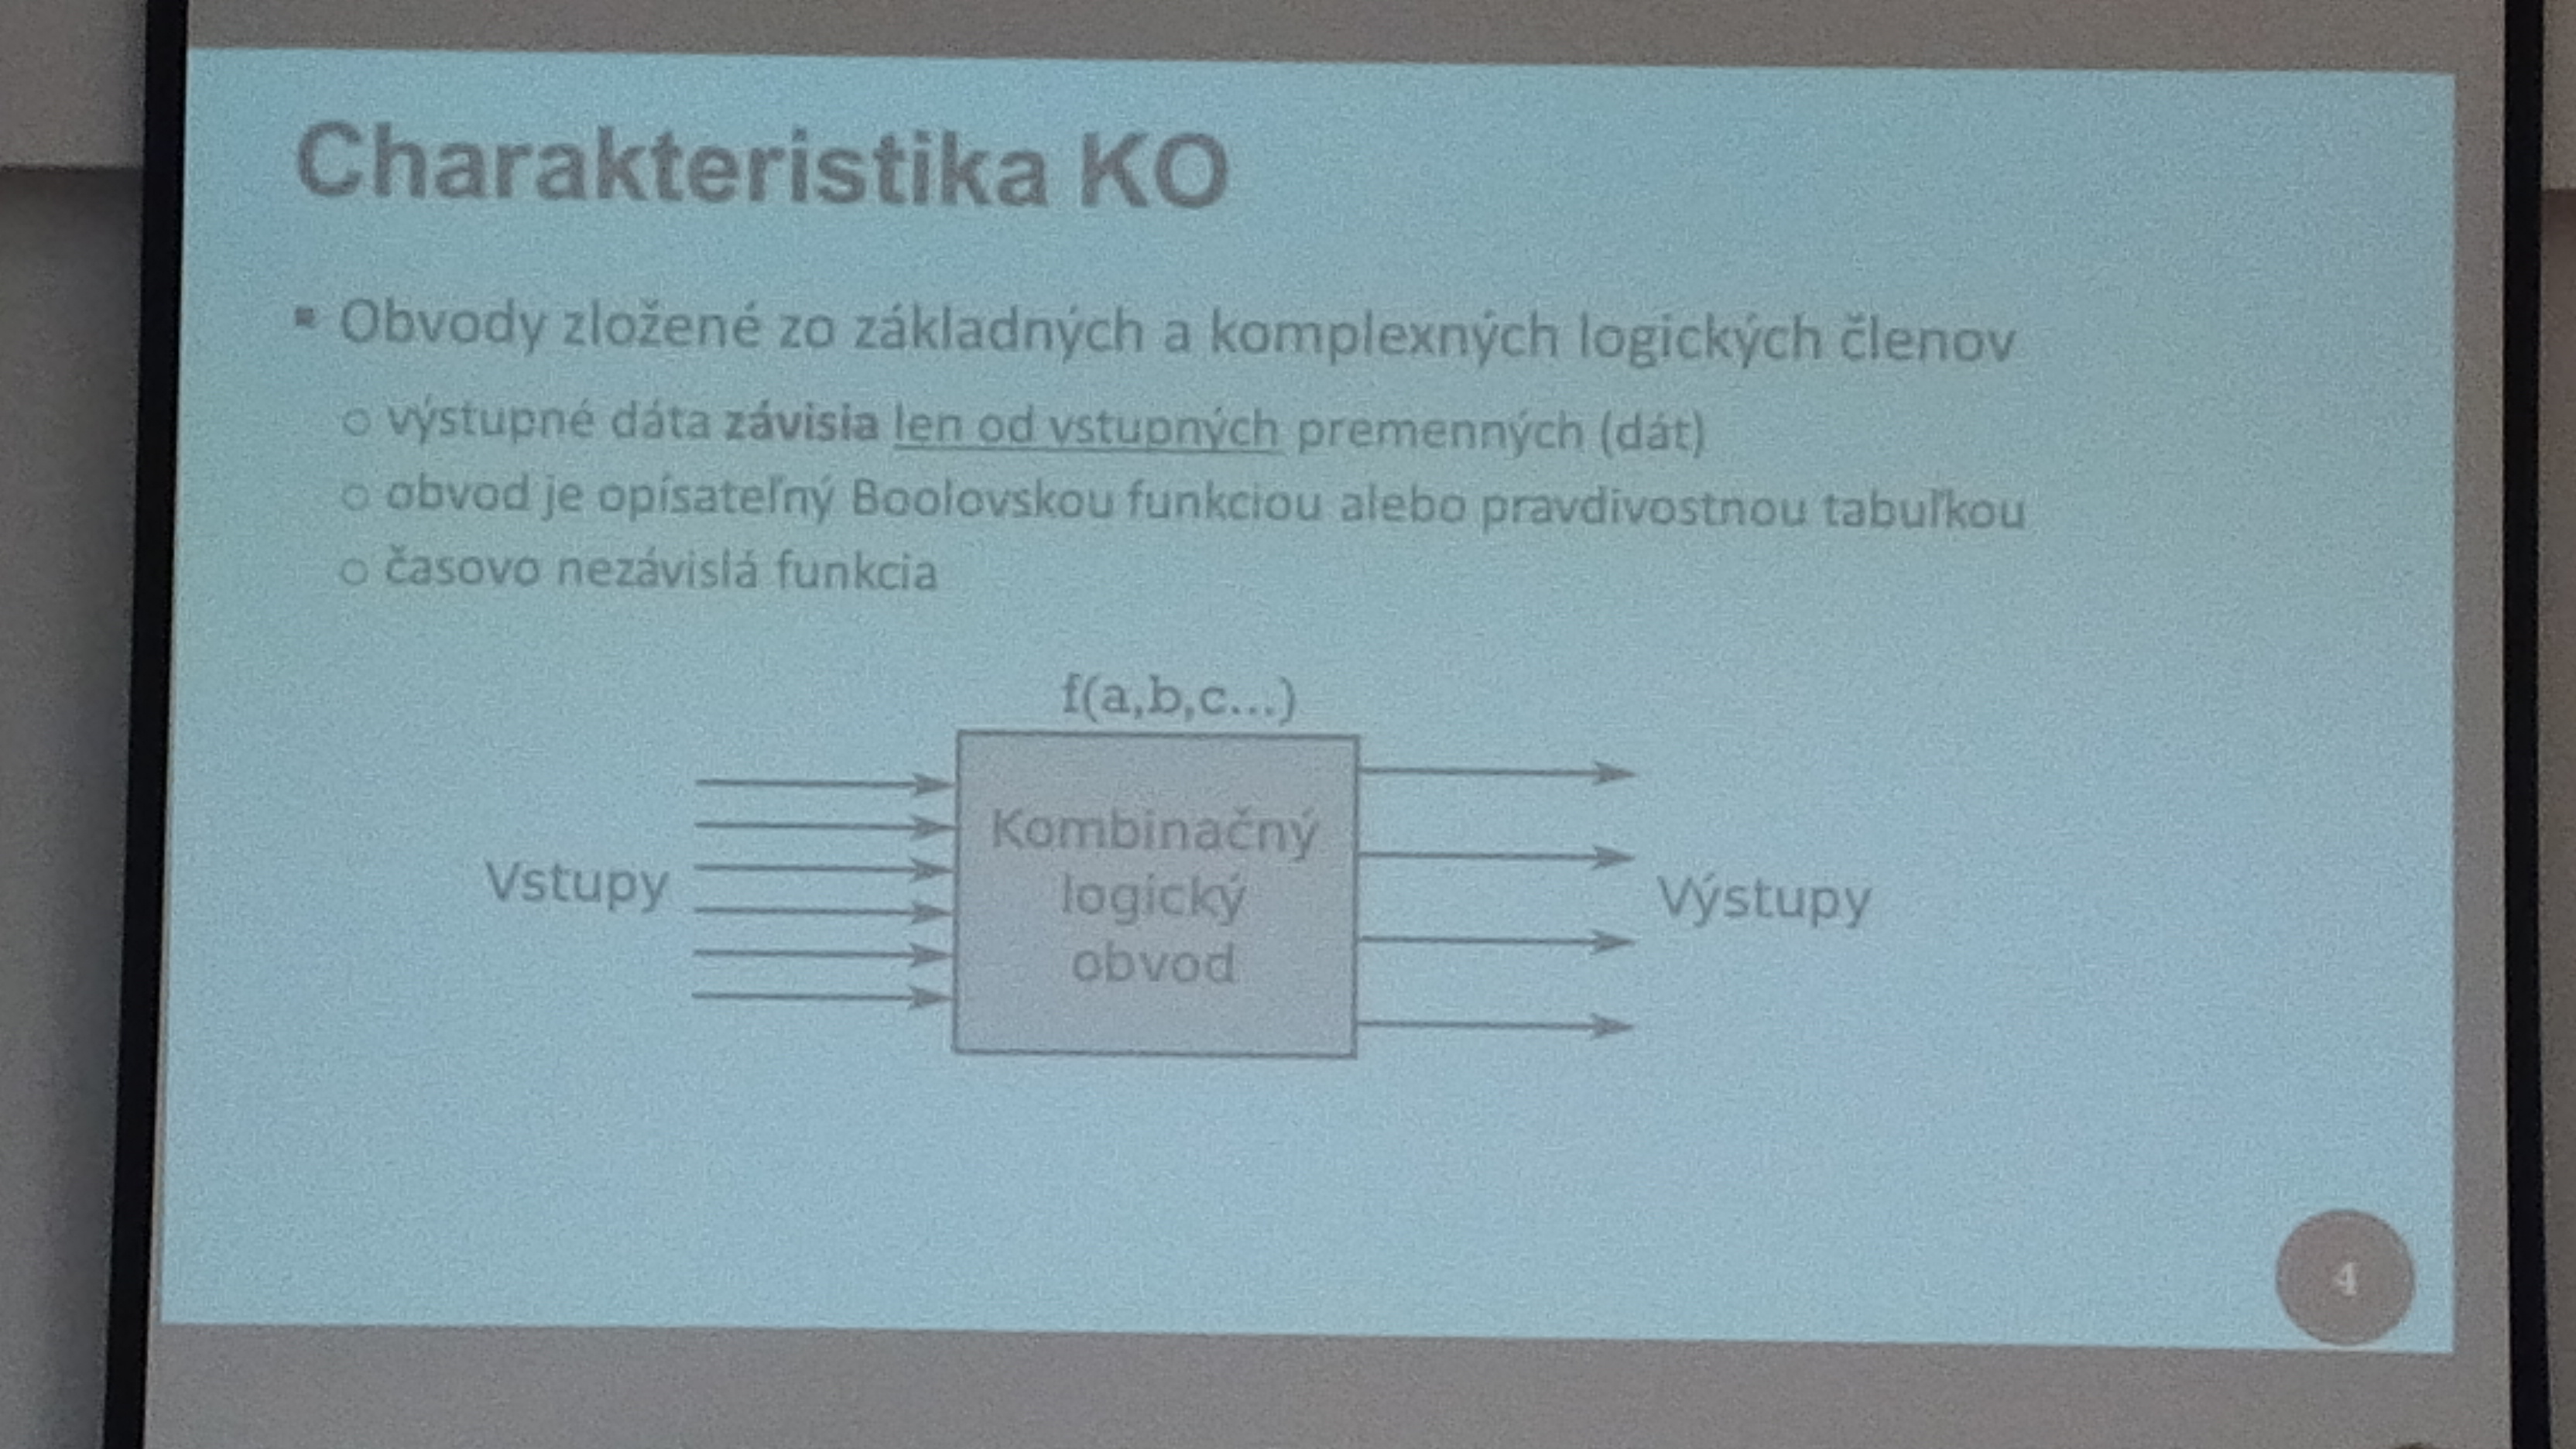 Charakteristika KO
▪ Obvody zložené zo základných a komplexných logických členov
○ výstupné dáta závisia len od vstupných premenných (dát)
○ obvod je opísateľný Boolovskou funkciou alebo pravdivostnou tabuľkou
○ časovo nezávislá funkcia
f(a,b,c...)
Vstupy
Kombinačný
logický
obvod
Výstupy
4